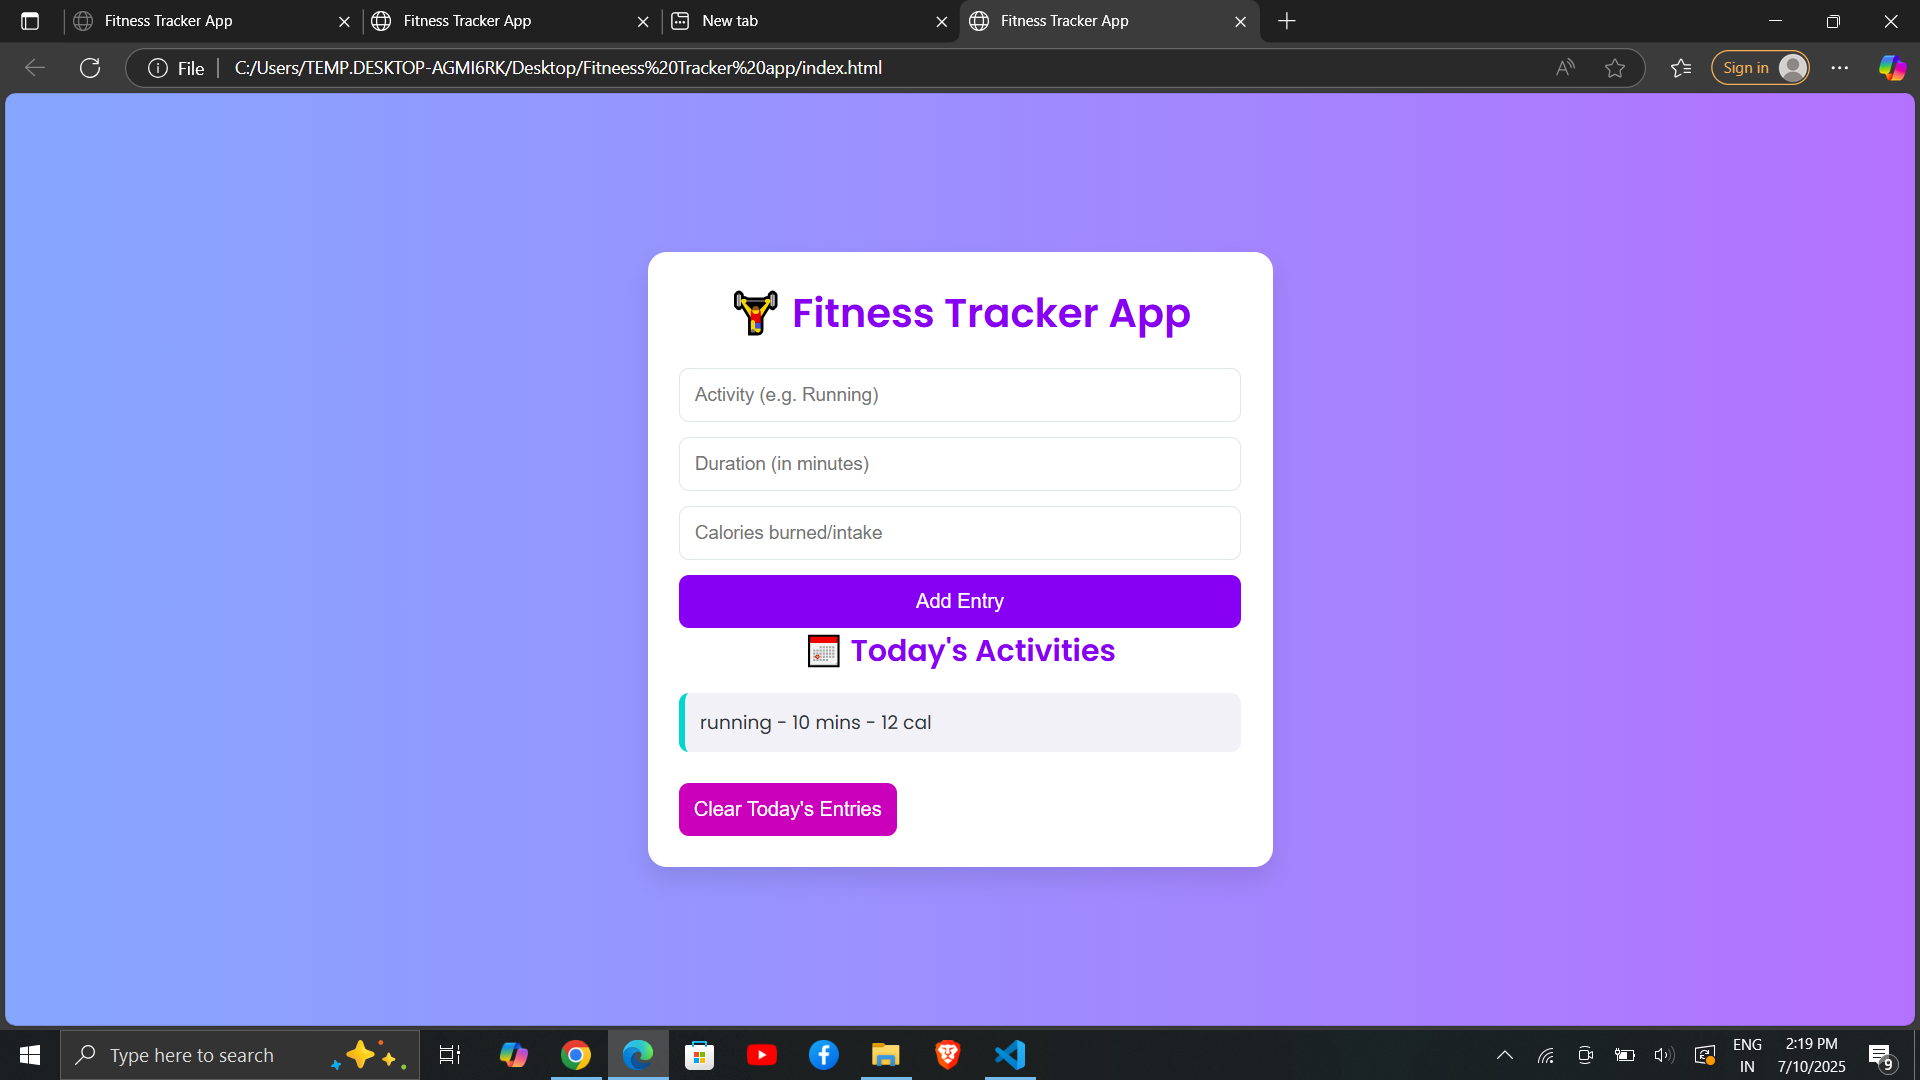 Fitness Tracker App
Fitness Tracker App
New tab
Fitness Tracker App
File
C:/Users/TEMP.DESKTOP-AGMI6RK/Desktop/Fitneess%20Tracker%20app/index.html
Sign in
Fitness Tracker App
Activity (e.g. Running)
Duration (in minutes)
Calories burned/intake
Add Entry
Today's Activities
running - 10 mins - 12 cal
Clear Today's Entries
Type here to search
ENG
IN
2:19 PM
7/10/2025
9